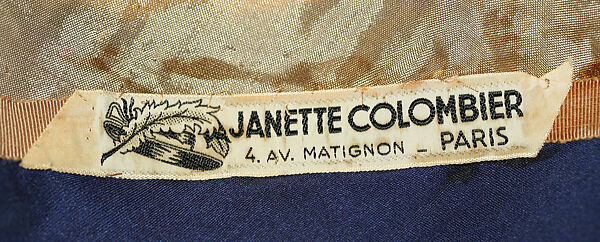 JANETTE COLOMBIER
4. AV. MATIGNON – PARIS